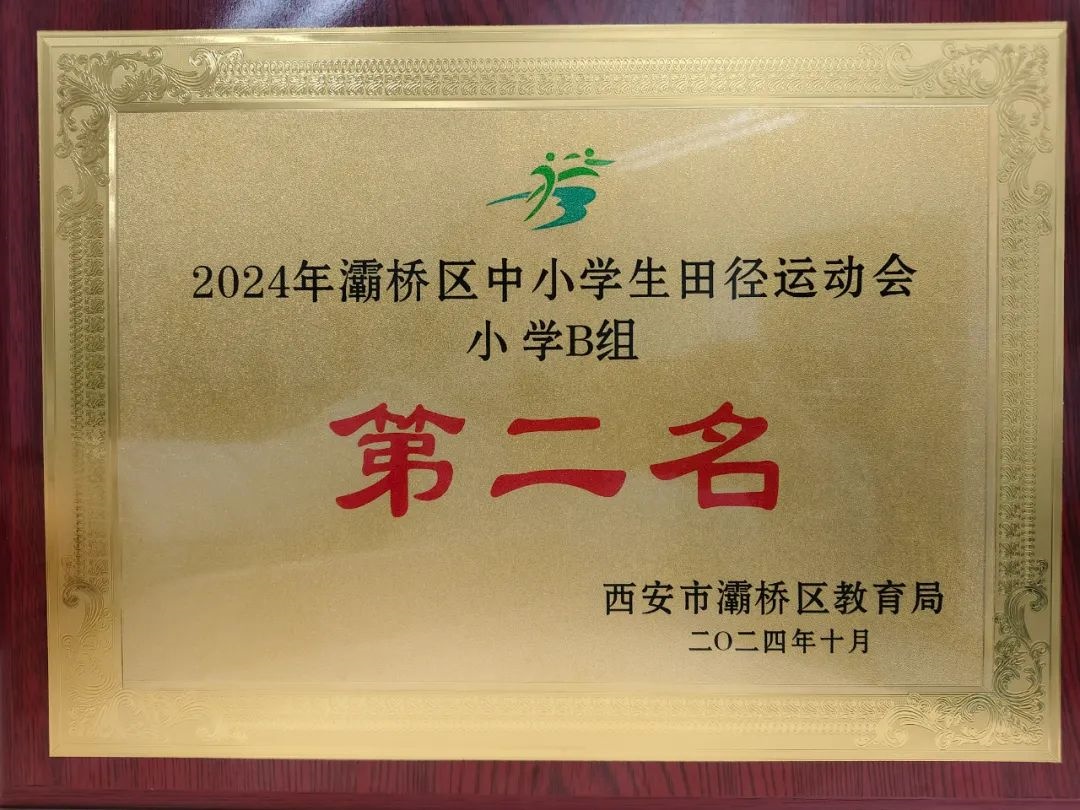 2024年灞桥区中小学生田径运动会
小 学B组
第二名
西安市灞桥区教育局
二〇二四年十月